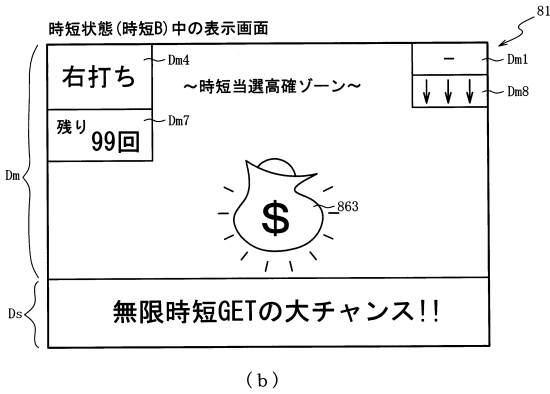 時短状態(時短B)中の表示画面
81
右打ち
Dm4
～時短当選高確ゾーン～
－
Dm1
↓↓↓
Dm8
残り 99回
Dm7
Dm
$
863
Ds
無限時短GETの大チャンス!!
(b)